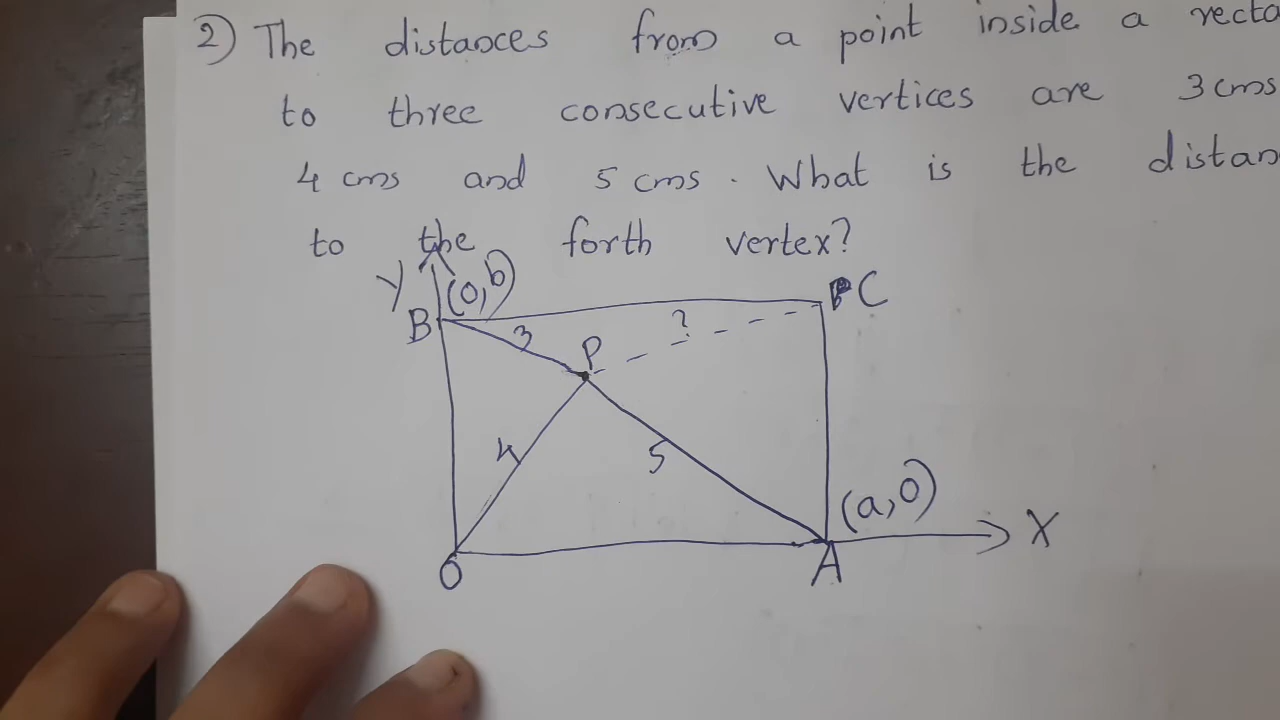 2) The distances from a point inside a recta
to three consecutive vertices are 3 cms
4 cms and 5 cms. What is the distan
to the forth vertex?
Y (0,b)
B C
3 P ?
4 5
(a,0)
X
O A